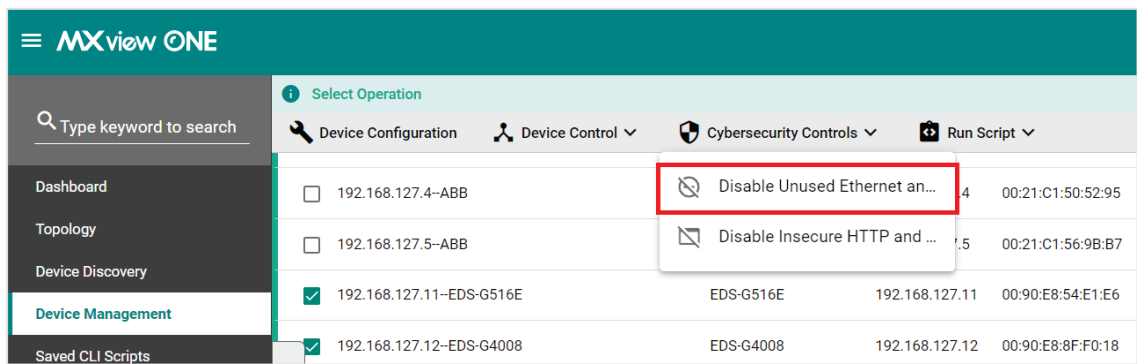 MXview ONE
Select Operation
Type keyword to search
Device Configuration Device Control Cybersecurity Controls Run Script
Disable Unused Ethernet an...
Disable Insecure HTTP and ...
Dashboard
Topology
Device Discovery
Device Management
Saved CLI Scripts
192.168.127.4--ABB .4 00:21:C1:50:52:95
192.168.127.5--ABB .5 00:21:C1:56:9B:B7
192.168.127.11--EDS-G516E EDS-G516E 192.168.127.11 00:90:E8:54:E1:E6
192.168.127.12--EDS-G4008 EDS-G4008 192.168.127.12 00:90:E8:8F:F0:18